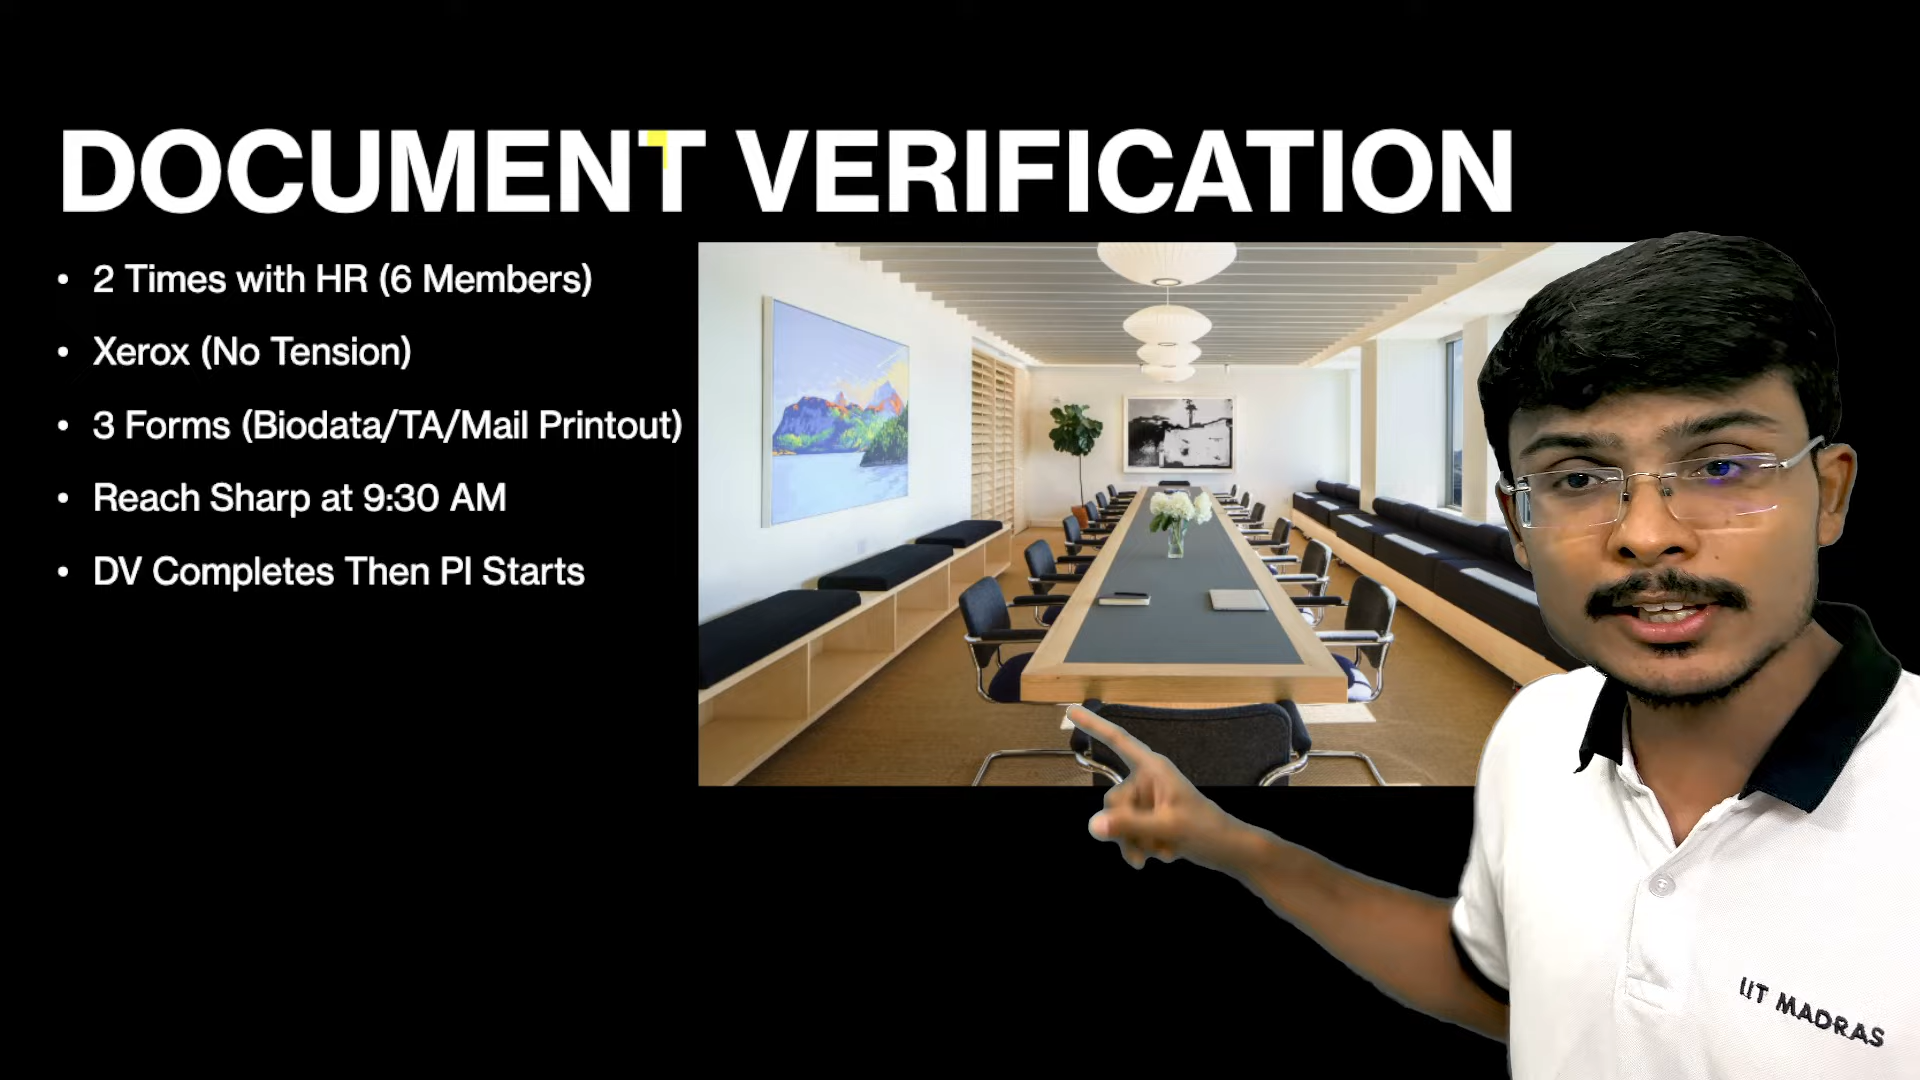 DOCUMENT VERIFICATION
• 2 Times with HR (6 Members)
• Xerox (No Tension)
• 3 Forms (Biodata/TA/Mail Printout)
• Reach Sharp at 9:30 AM
• DV Completes Then PI Starts
IIT MADRAS